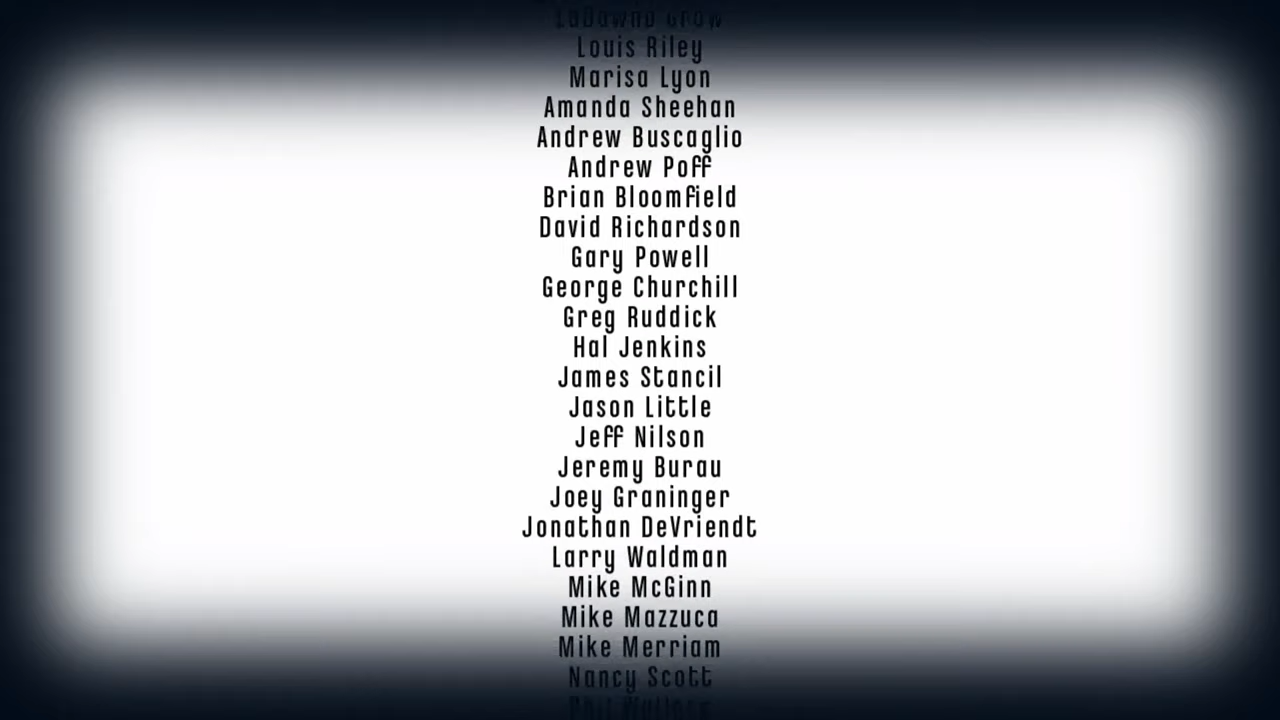 LaDawna Grow
Louis Riley
Marisa Lyon
Amanda Sheehan
Andrew Buscaglio
Andrew Poff
Brian Bloomfield
David Richardson
Gary Powell
George Churchill
Greg Ruddick
Hal Jenkins
James Stancil
Jason Little
Jeff Nilson
Jeremy Burau
Joey Graninger
Jonathan DeVriendt
Larry Waldman
Mike McGinn
Mike Mazzuca
Mike Merriam
Nancy Scott